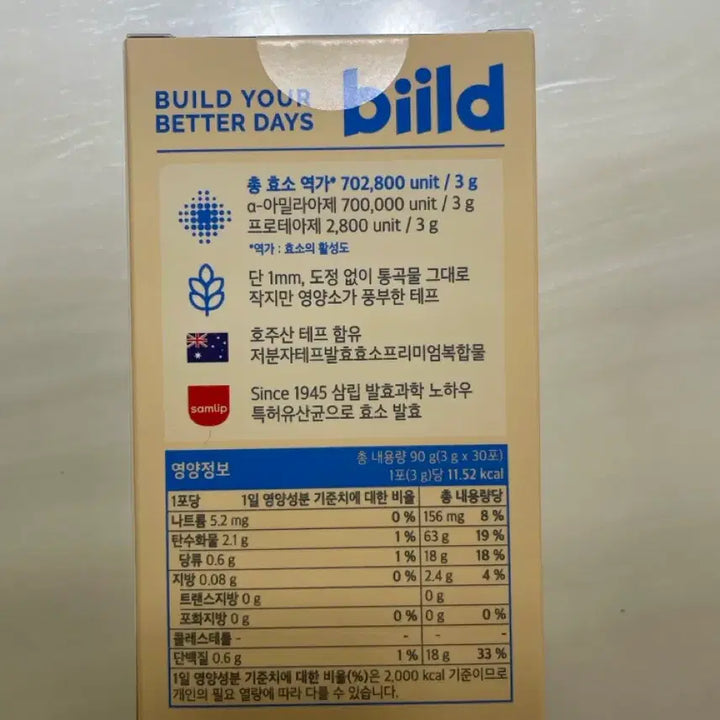 BUILD YOUR
BETTER DAYS
biild
총 효소 역가* 702,800 unit / 3 g
α-아밀라아제 700,000 unit / 3 g
프로테아제 2,800 unit / 3 g
*역가 : 효소의 활성도
단 1mm, 도정 없이 통곡물 그대로
작지만 영양소가 풍부한 테프
호주산 테프 함유
저분자테프발효효소프리미엄복합물
samlip
Since 1945 삼립 발효과학 노하우
특허유산균으로 효소 발효
영양정보
총 내용량 90 g(3 g x 30포)
1포(3 g)당 11.52 kcal
1포당 1일 영양성분 기준치에 대한 비율 총 내용량당
나트륨 5.2 mg 0 % 156 mg 8 %
탄수화물 2.1 g 1 % 63 g 19 %
당류 0.6 g 1 % 18 g 18 %
지방 0.08 g 0 % 2.4 g 4 %
트랜스지방 0 g 0 g
포화지방 0 g 0 % 0 g 0 %
콜레스테롤 - - - -
단백질 0.6 g 1 % 18 g 33 %
1일 영양성분 기준치에 대한 비율(%)은 2,000 kcal 기준이므로
개인의 필요 열량에 따라 다를 수 있습니다.